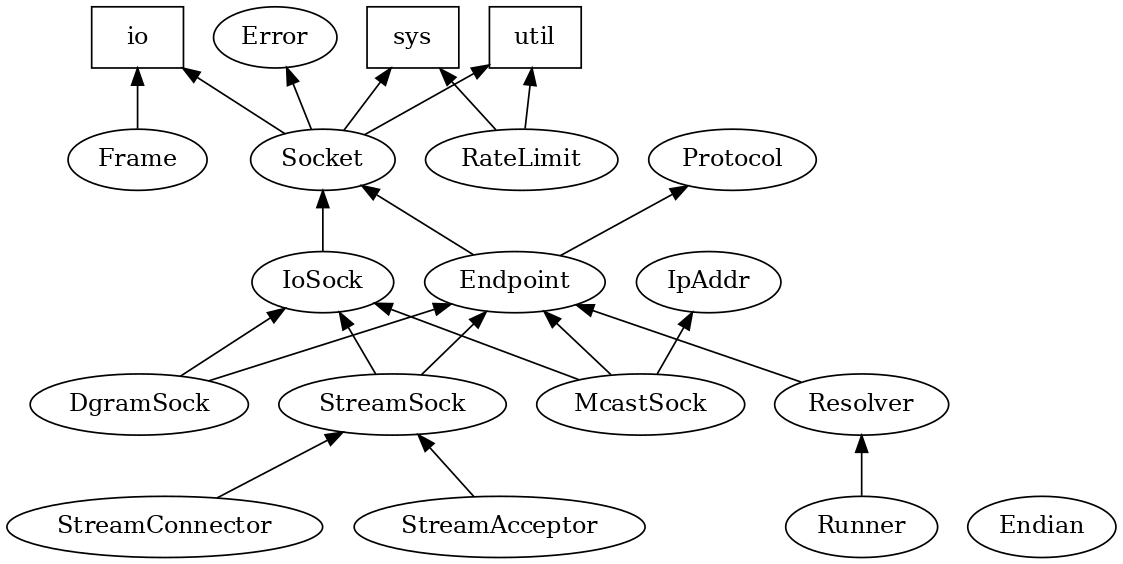 io
Error
sys
util
Frame
Socket
RateLimit
Protocol
IoSock
Endpoint
IpAddr
DgramSock
StreamSock
McastSock
Resolver
StreamConnector
StreamAcceptor
Runner
Endian